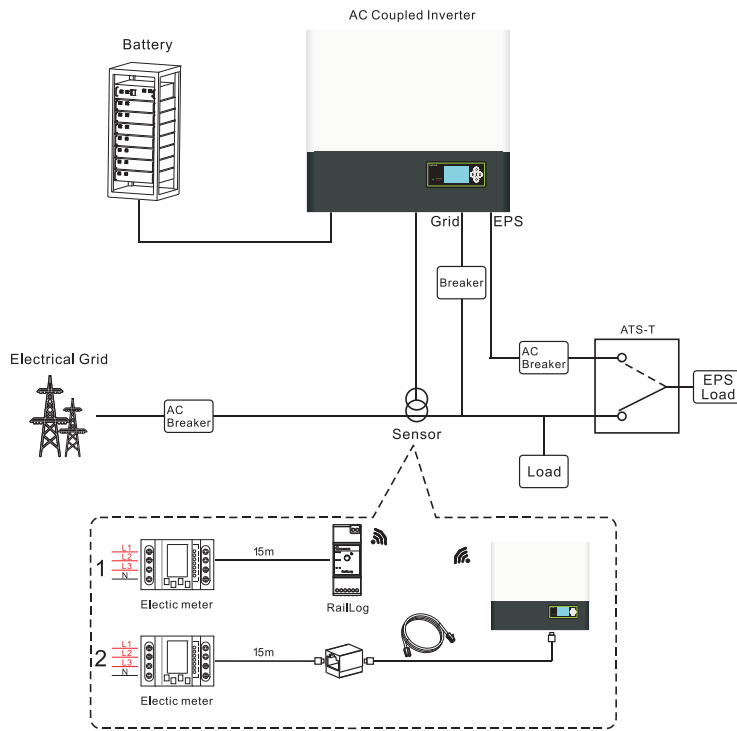 AC Coupled Inverter
Battery
Grid
EPS
Breaker
ATS-T
AC
Breaker
EPS
Load
Electrical Grid
AC
Breaker
Sensor
Load
1
L1
L2
L3
N
15m
Electic meter
RailLog
2
L1
L2
L3
N
15m
Electic meter